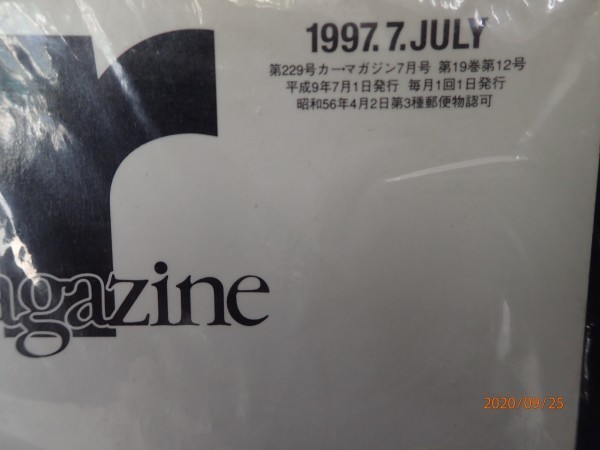 1997.7.JULY
第229号カー・マガジン7月号 第19巻第12号
平成9年7月1日発行 毎月1回1日発行
昭和56年4月2日第3種郵便物認可
r
agazine
2020/09/25